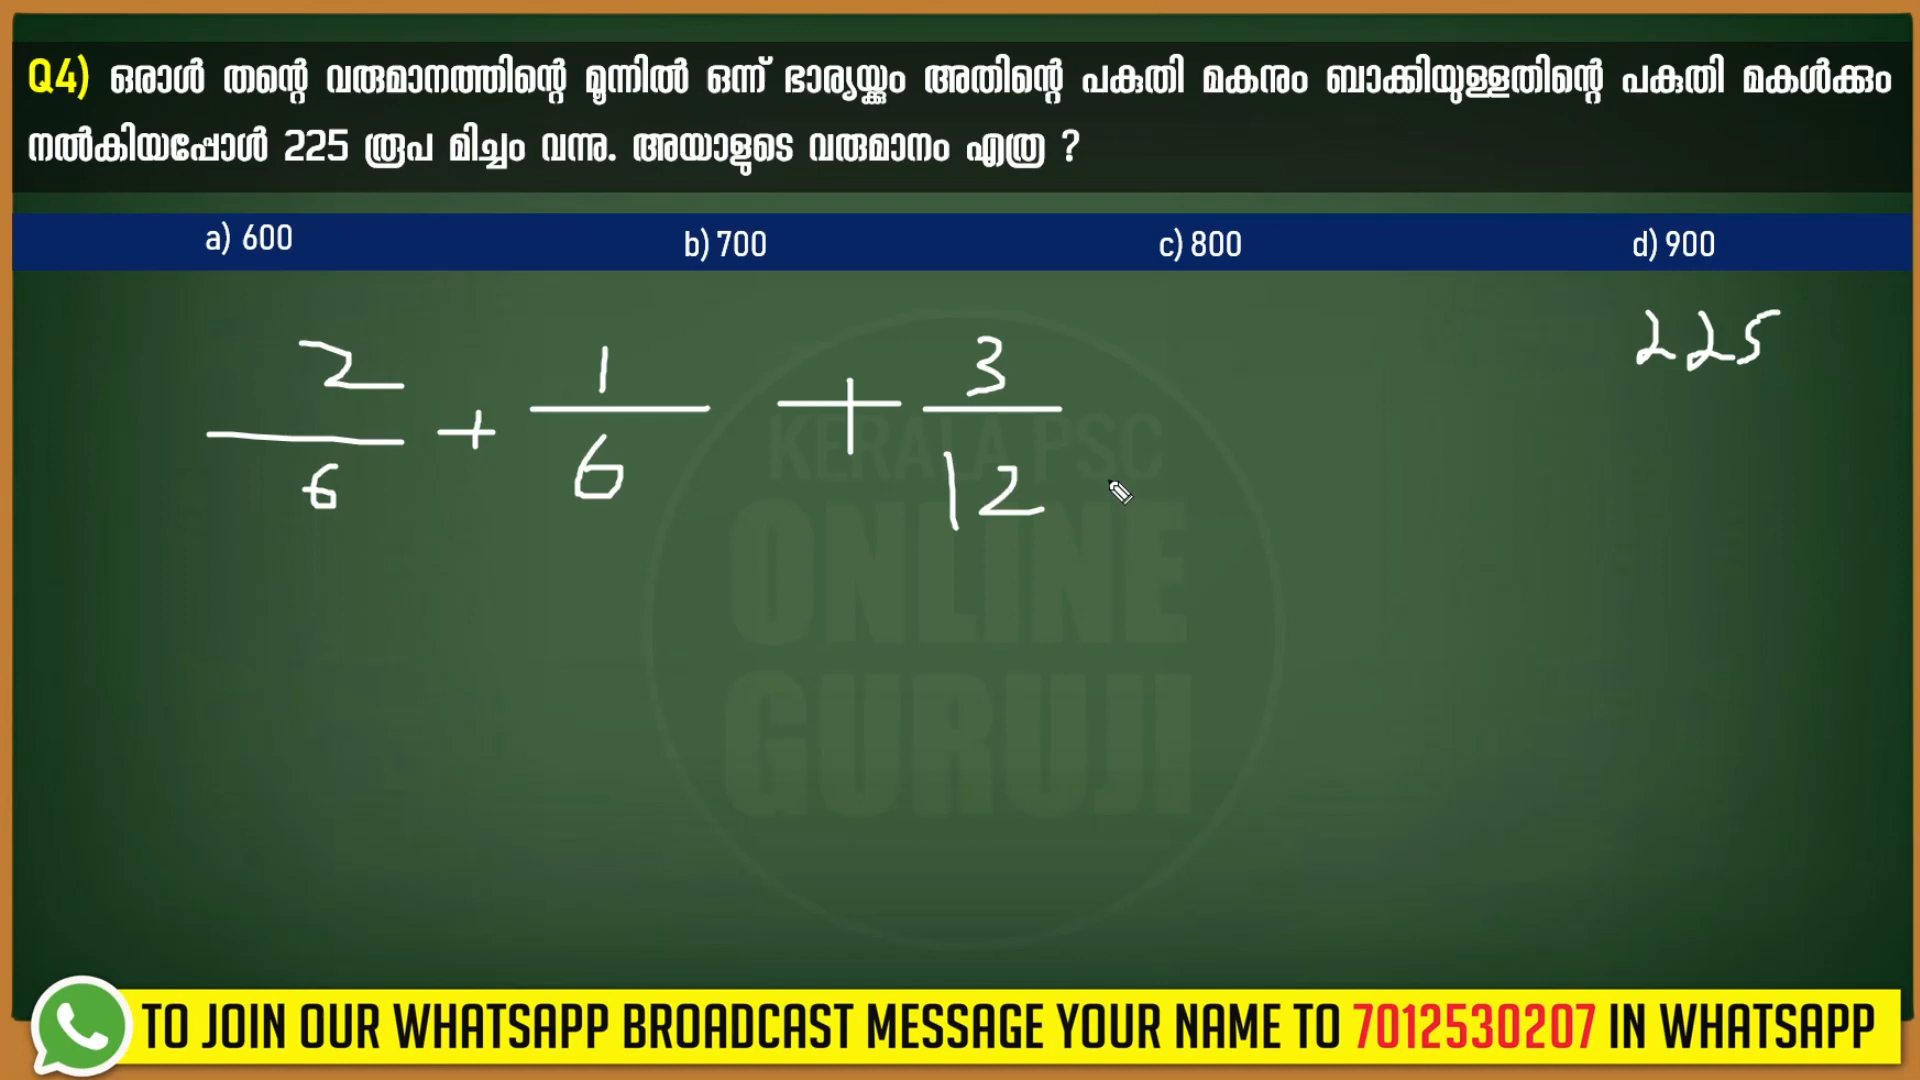 Q4) ഒരാൾ തന്റെ വരുമാനത്തിന്റെ മൂന്നിൽ ഒന്ന് ഭാര്യയ്ക്കും അതിന്റെ പകുതി മകനും ബാക്കിയുള്ളതിന്റെ പകുതി മകൾക്കും
നൽകിയപ്പോൾ 225 രൂപ മിച്ചം വന്നു. അയാളുടെ വരുമാനം എത്ര ?
a) 600 b) 700 c) 800 d) 900
225
2/6 + 1/6 + 3/12
KERALA PSC
ONLINE
GURUJI
TO JOIN OUR WHATSAPP BROADCAST MESSAGE YOUR NAME TO 7012530207 IN WHATSAPP